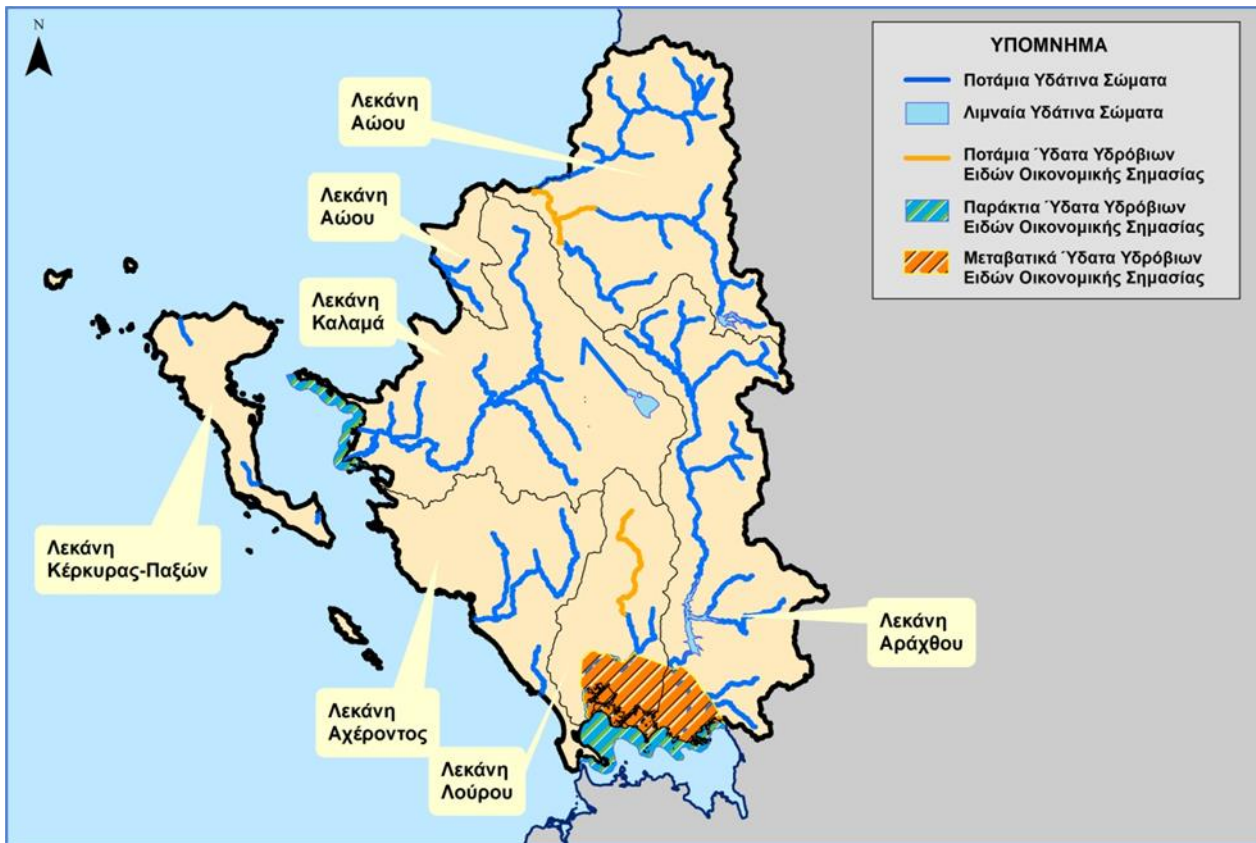 N
ΥΠΟΜΝΗΜΑ
Ποτάμια Υδάτινα Σώματα
Λιμναία Υδάτινα Σώματα
Ποτάμια Ύδατα Υδρόβιων
Ειδών Οικονομικής Σημασίας
Παράκτια Ύδατα Υδρόβιων
Ειδών Οικονομικής Σημασίας
Μεταβατικά Ύδατα Υδρόβιων
Ειδών Οικονομικής Σημασίας
Λεκάνη
Αώου
Λεκάνη
Αώου
Λεκάνη
Καλαμά
Λεκάνη
Κέρκυρας-Παξών
Λεκάνη
Αράχθου
Λεκάνη
Αχέροντος
Λεκάνη
Λούρου